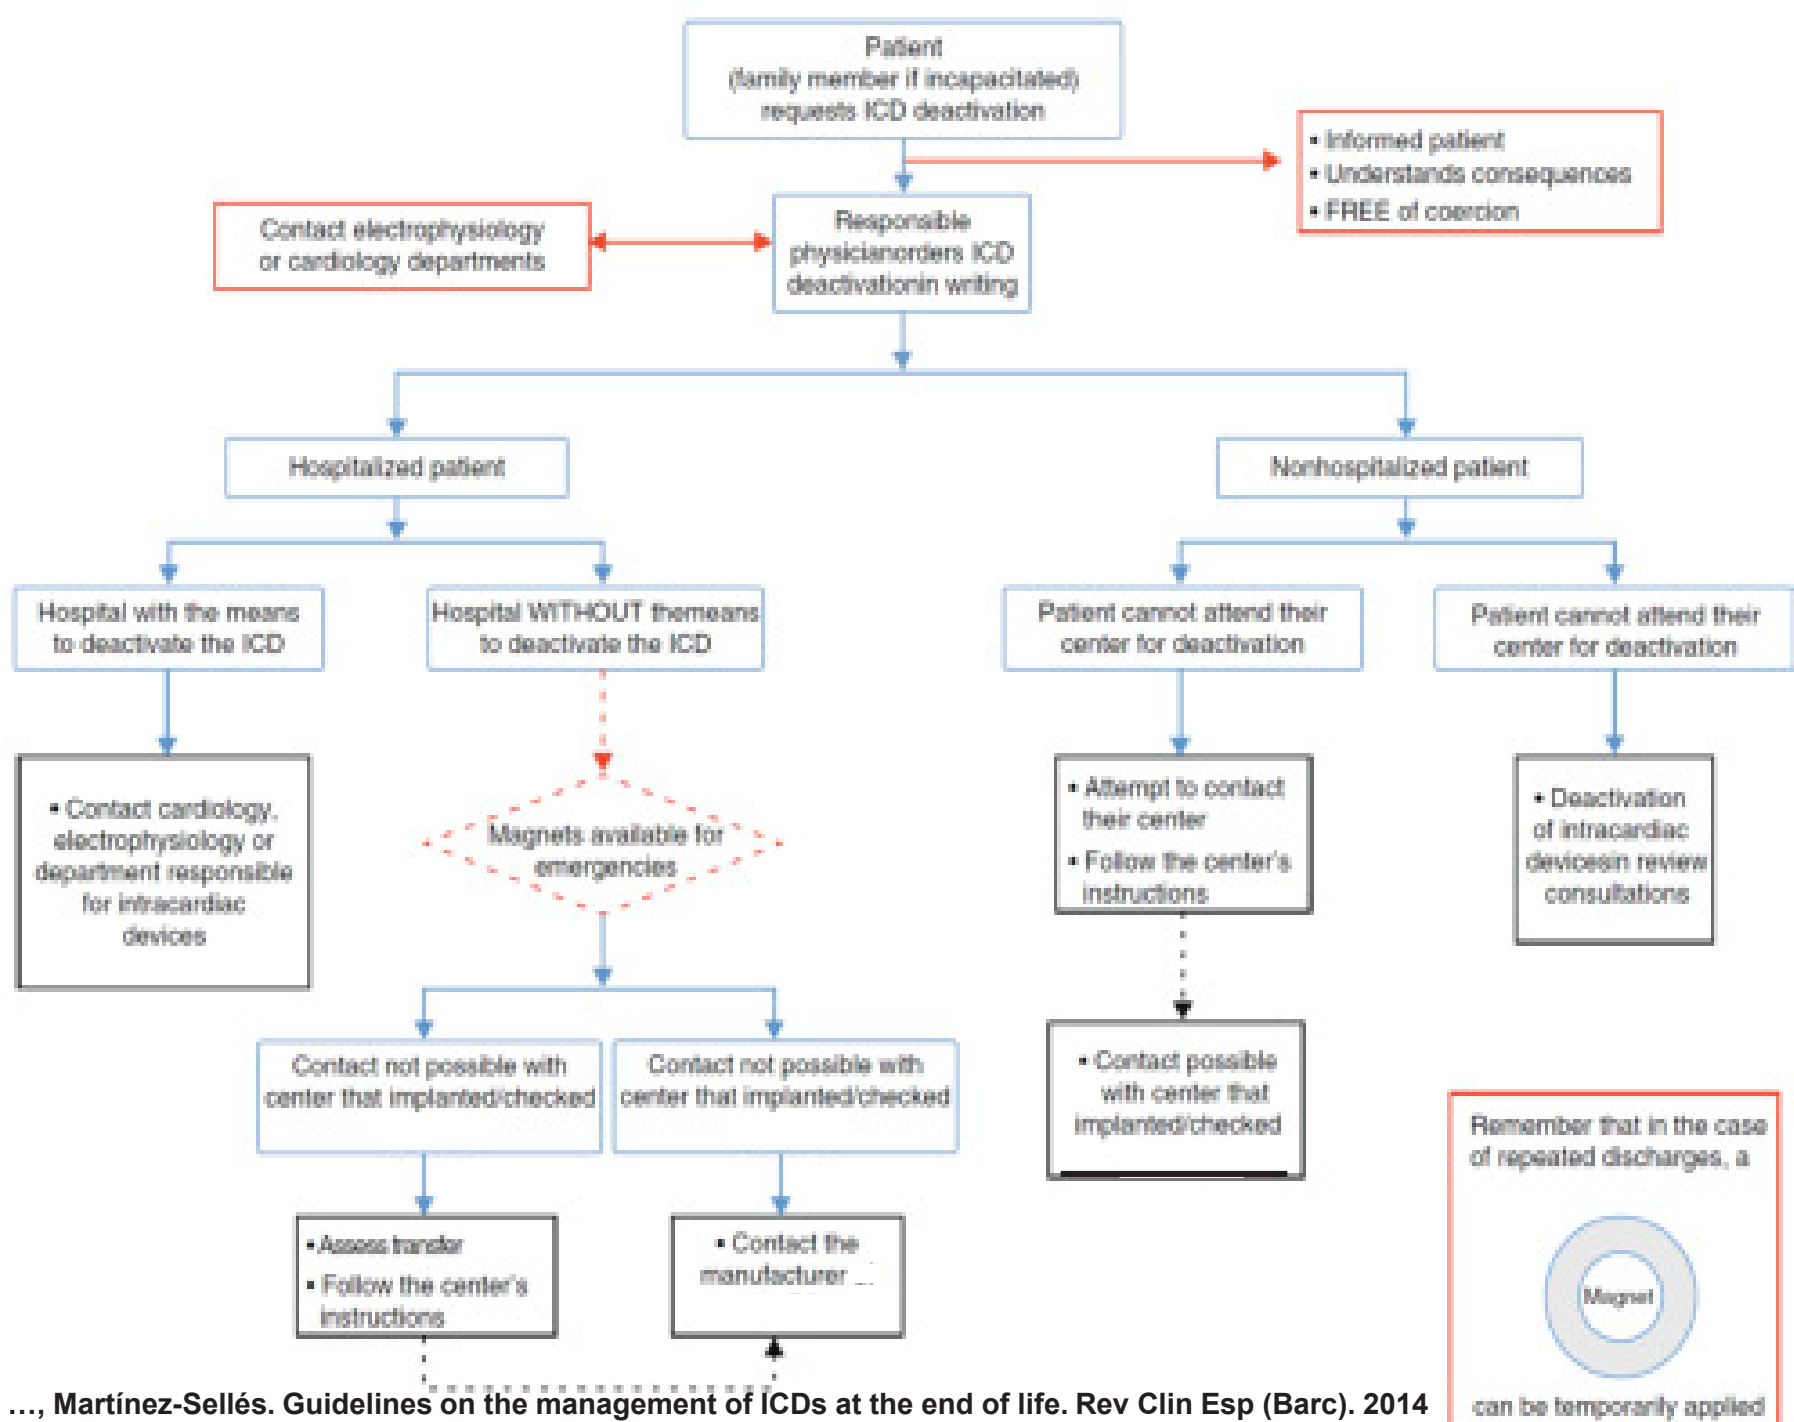 Patient
(family member if incapacitated)
requests ICD deactivation
• Informed patient
• Understands consequences
• FREE of coercion
Contact electrophysiology
or cardiology departments
Responsible
physicianorders ICD
deactivationin writing
Hospitalized patient
Nonhospitalized patient
Hospital with the means
to deactivate the ICD
Hospital WITHOUT themeans
to deactivate the ICD
Patient cannot attend their
center for deactivation
Patient cannot attend their
center for deactivation
• Contact cardiology,
electrophysiology or
department responsible
for intracardiac
devices
Magnets available for
emergencies
• Attempt to contact
their center
• Follow the center's
instructions
• Deactivation
of intracardiac
devicesin review
consultations
Contact not possible with
center that implanted/checked
Contact not possible with
center that implanted/checked
• Contact possible
with center that
implanted/checked
• Assess transfer
• Follow the center's
instructions
• Contact the
manufacturer ...
Remember that in the case
of repeated discharges, a
Magnet
can be temporarily applied
..., Martínez-Sellés. Guidelines on the management of ICDs at the end of life. Rev Clin Esp (Barc). 2014